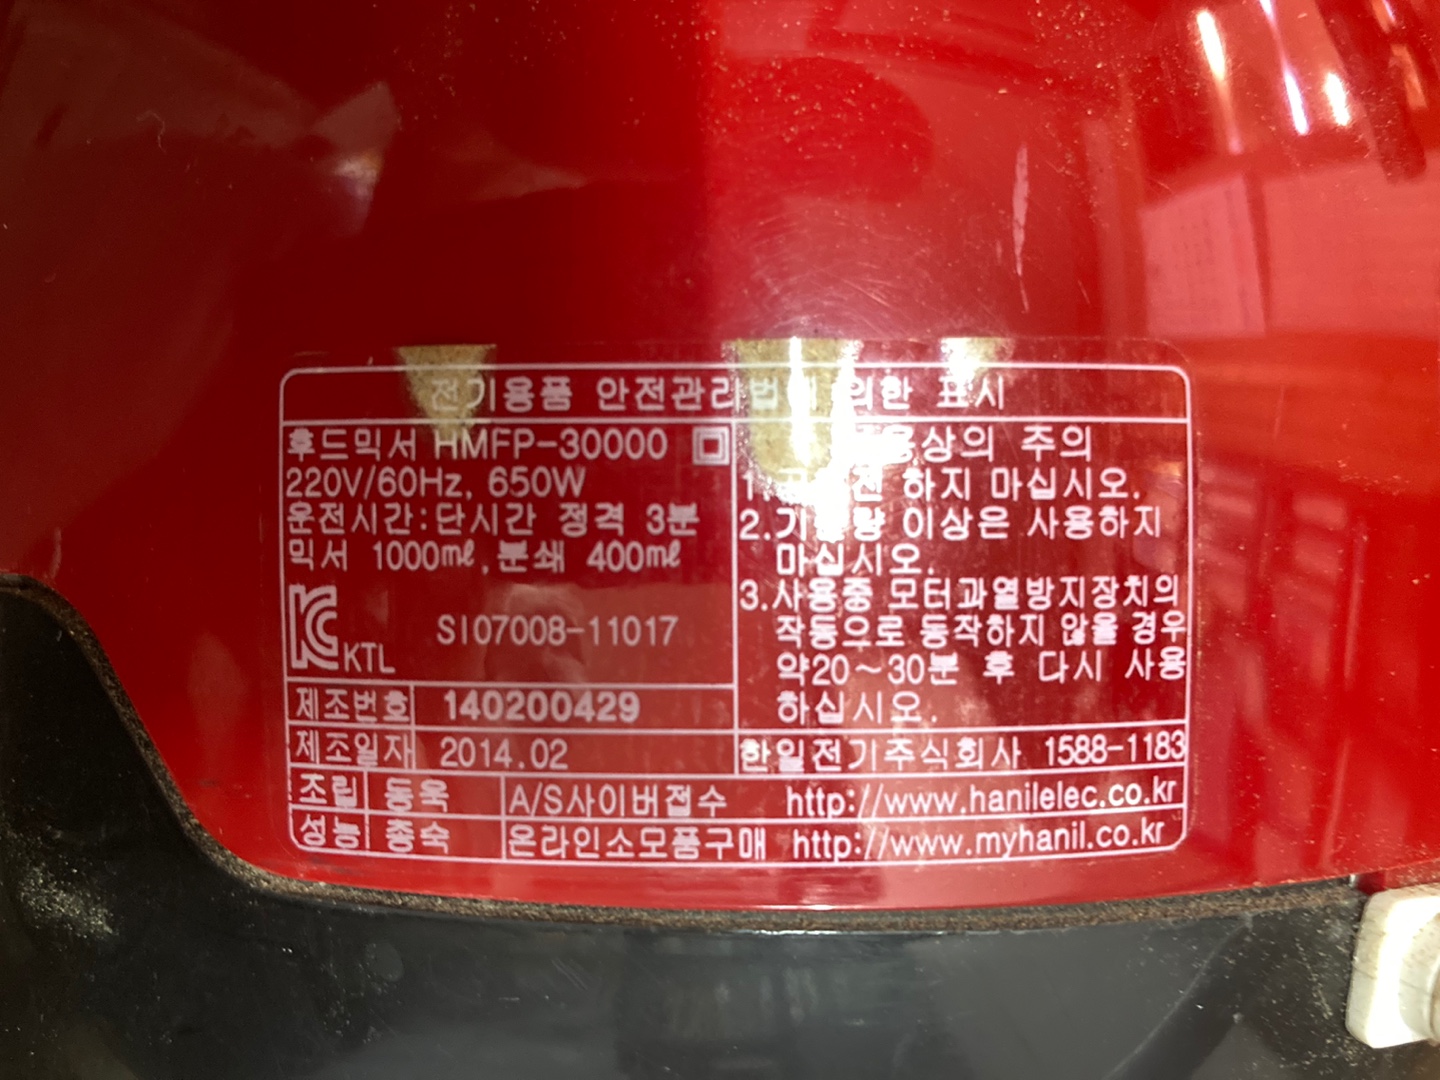 전기용품 안전관리법에 의한 표시
후드믹서 HMFP-30000
220V/60Hz, 650W
운전시간:단시간 정격 3분
믹서 1000㎖, 분쇄 400㎖
KC KTL SI07008-11017
제조번호 140200429
제조일자 2014.02
상의 주의
1. 하지 마십시오.
2. 이상은 사용하지
마십시오.
3.사용중 모터과열방지장치의
작동으로 동작하지 않을 경우
약20~30분 후 다시 사용
하십시오.
한일전기주식회사 1588-1183
조립 동욱 A/S사이버접수 http://www.hanilelec.co.kr
성능 종숙 온라인소모품구매 http://www.myhanil.co.kr